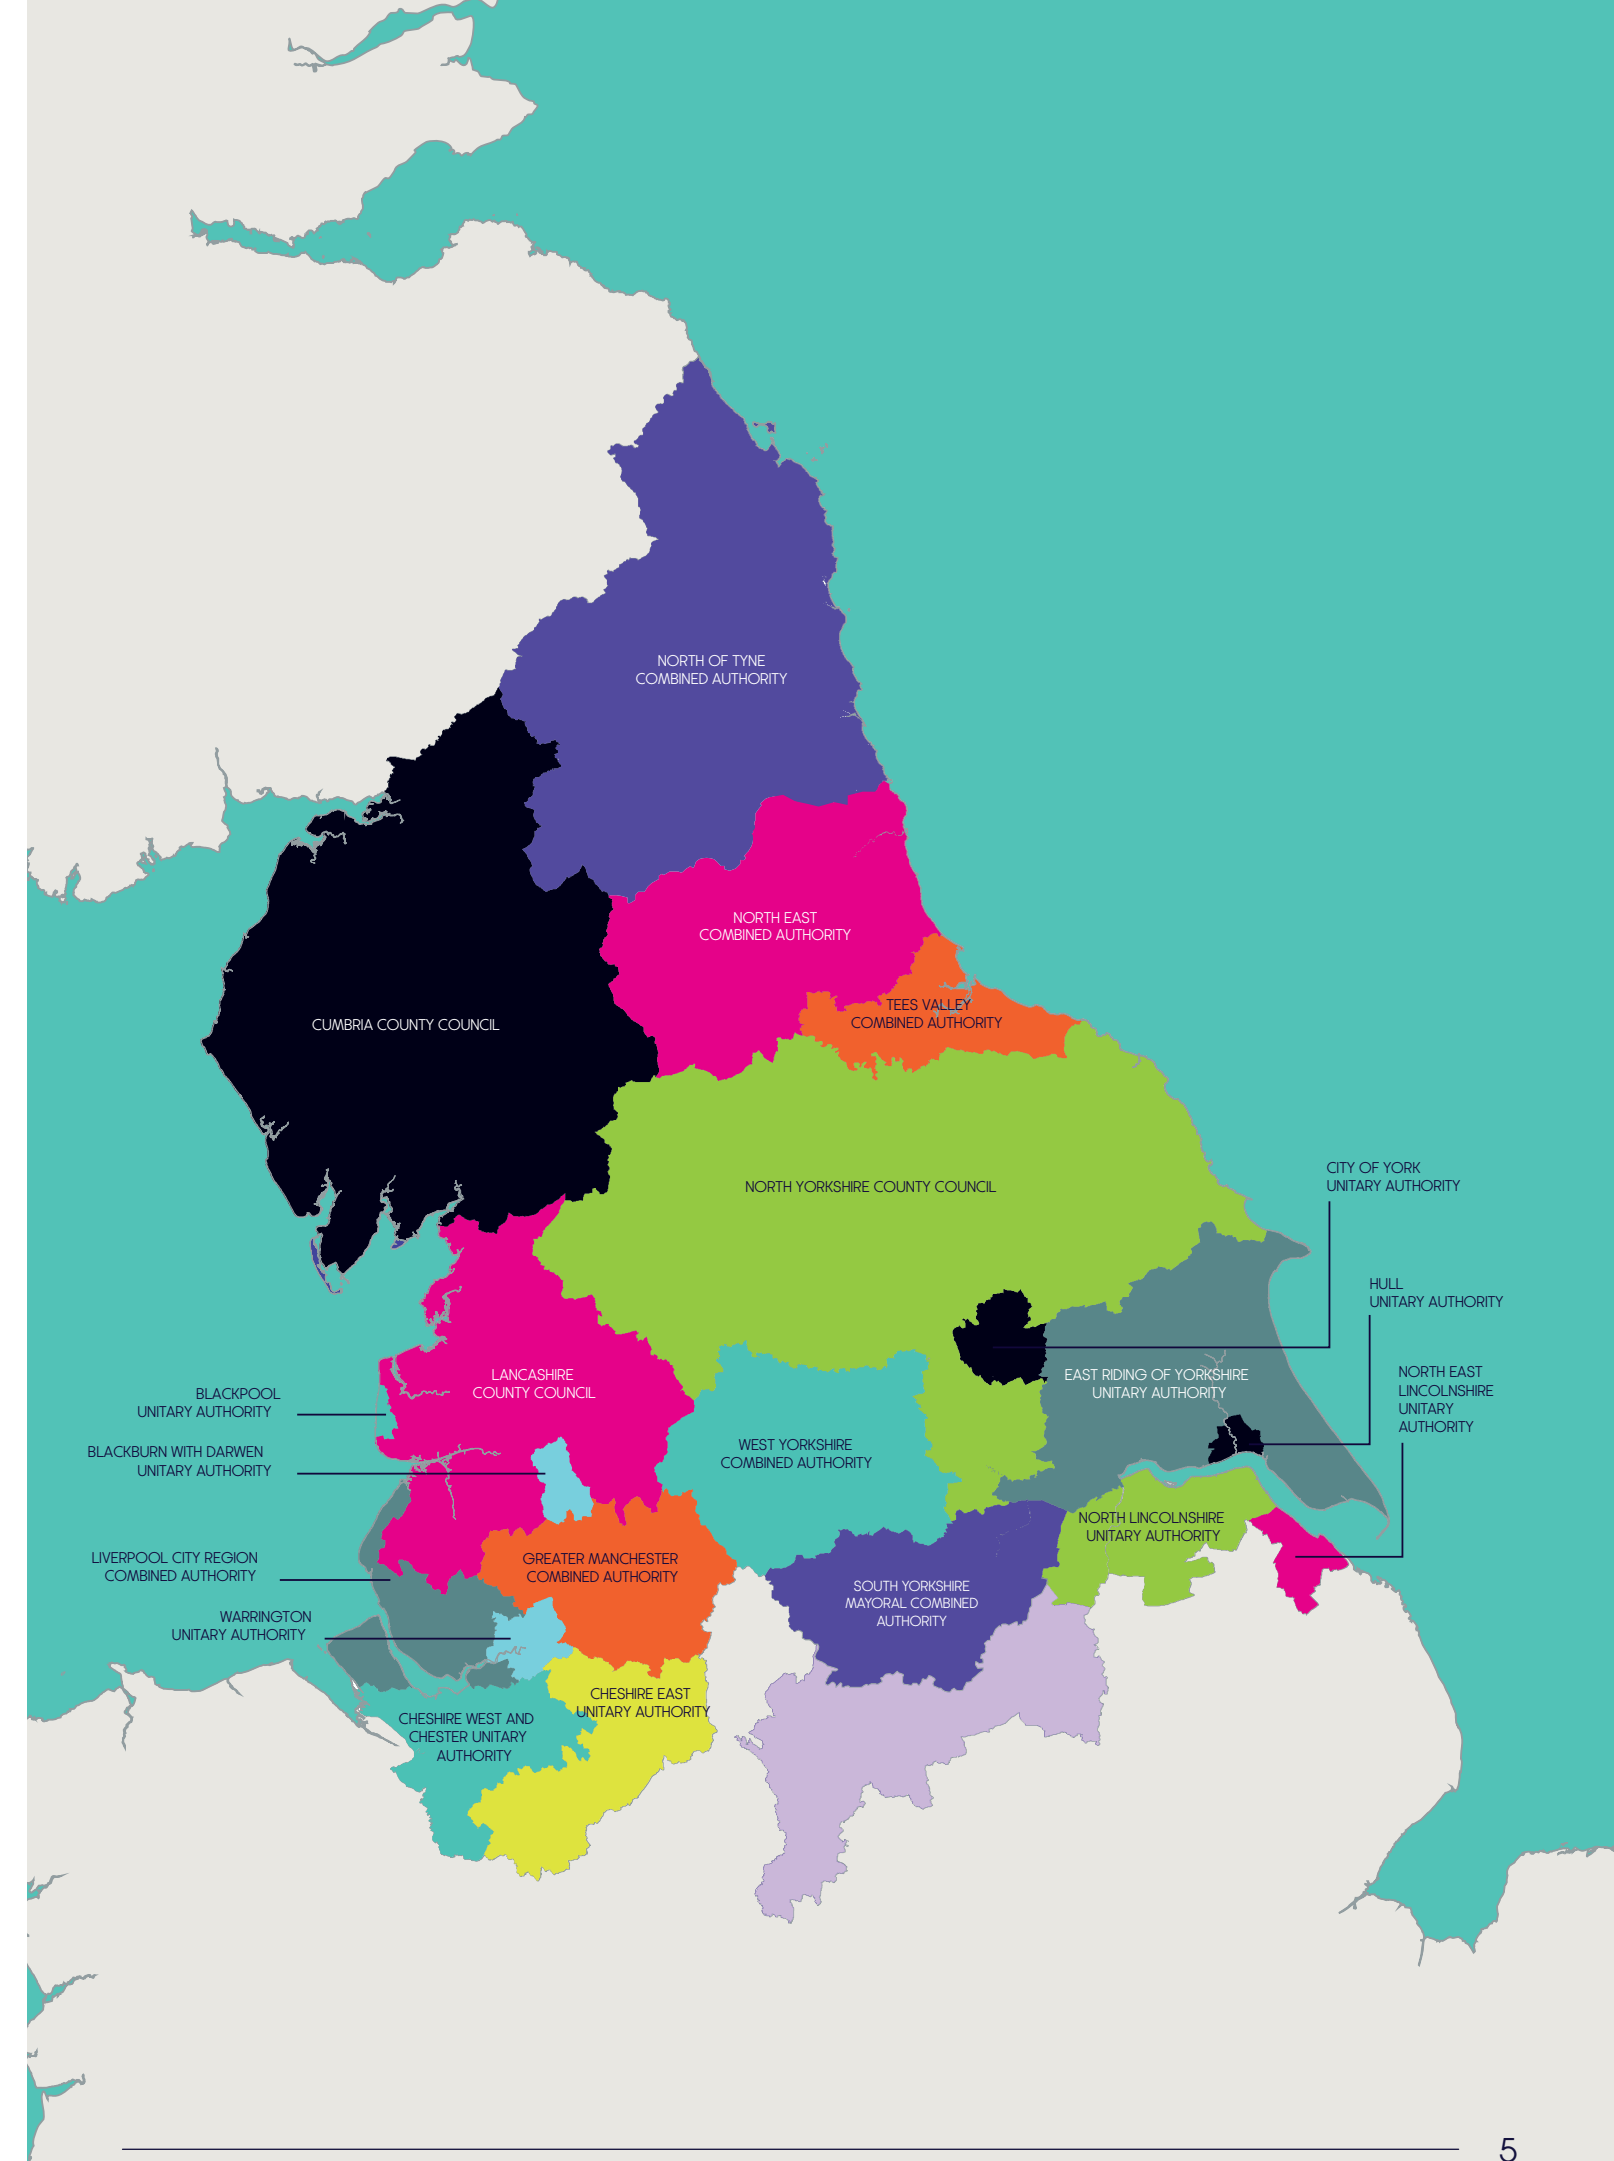 NORTH OF TYNE
COMBINED AUTHORITY
NORTH EAST
COMBINED AUTHORITY
TEES VALLEY
COMBINED AUTHORITY
CUMBRIA COUNTY COUNCIL
NORTH YORKSHIRE COUNTY COUNCIL
CITY OF YORK
UNITARY AUTHORITY
HULL
UNITARY AUTHORITY
NORTH EAST
LINCOLNSHIRE
UNITARY
AUTHORITY
LANCASHIRE
COUNTY COUNCIL
EAST RIDING OF YORKSHIRE
UNITARY AUTHORITY
BLACKPOOL
UNITARY AUTHORITY
BLACKBURN WITH DARWEN
UNITARY AUTHORITY
WEST YORKSHIRE
COMBINED AUTHORITY
NORTH LINCOLNSHIRE
UNITARY AUTHORITY
LIVERPOOL CITY REGION
COMBINED AUTHORITY
GREATER MANCHESTER
COMBINED AUTHORITY
SOUTH YORKSHIRE
MAYORAL COMBINED
AUTHORITY
WARRINGTON
UNITARY AUTHORITY
CHESHIRE EAST
UNITARY AUTHORITY
CHESHIRE WEST AND
CHESTER UNITARY
AUTHORITY
5